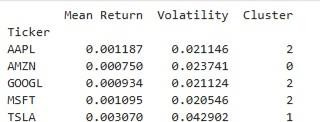 Mean Return Volatility Cluster
Ticker
AAPL 0.001187 0.021146 2
AMZN 0.000750 0.023741 0
GOOGL 0.000934 0.021124 2
MSFT 0.001095 0.020546 2
TSLA 0.003070 0.042902 1